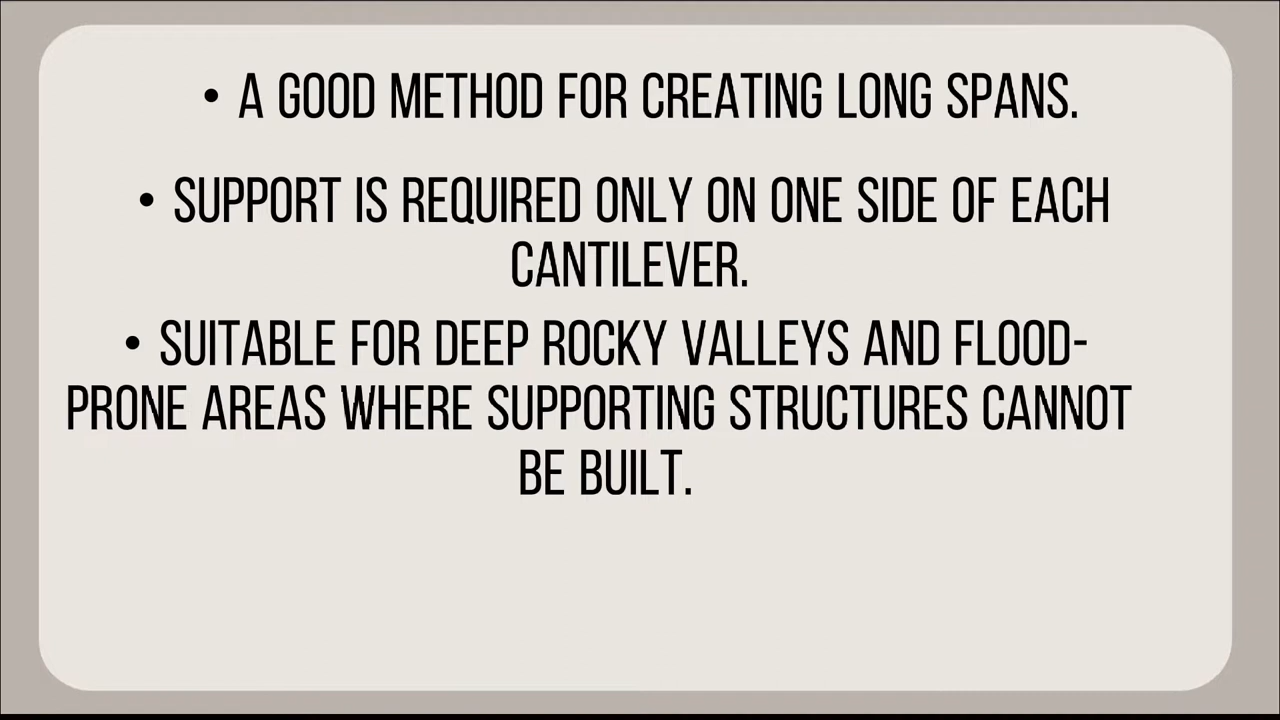 • A GOOD METHOD FOR CREATING LONG SPANS.
• SUPPORT IS REQUIRED ONLY ON ONE SIDE OF EACH
CANTILEVER.
• SUITABLE FOR DEEP ROCKY VALLEYS AND FLOOD-
PRONE AREAS WHERE SUPPORTING STRUCTURES CANNOT
BE BUILT.